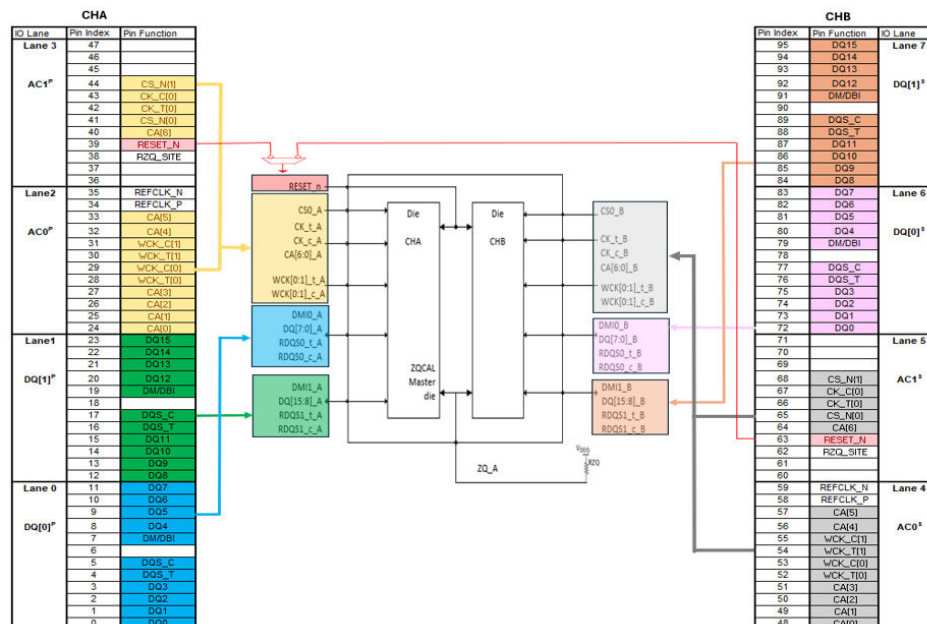 CHA
IO Lane Pin Index Pin Function
Lane 3 47
46
45
AC1ᴾ 44 CS_N[1]
43 CK_C[0]
42 CK_T[0]
41 CS_N[0]
40 CA[6]
39 RESET_N
38 RZQ_SITE
37
36
Lane2 35 REFCLK_N
34 REFCLK_P
33 CA[5]
AC0ᴾ 32 CA[4]
31 WCK_C[1]
30 WCK_T[1]
29 WCK_C[0]
28 WCK_T[0]
27 CA[3]
26 CA[2]
25 CA[1]
24 CA[0]
Lane1 23 DQ15
22 DQ14
21 DQ13
DQ[1]ᴾ 20 DQ12
19 DM/DBI
18
17 DQS_C
16 DQS_T
15 DQ11
14 DQ10
13 DQ9
12 DQ8
Lane 0 11 DQ7
10 DQ6
9 DQ5
DQ[0]ᴾ 8 DQ4
7 DM/DBI
6
5 DQS_C
4 DQS_T
3 DQ3
2 DQ2
1 DQ1
0 DQ0
RESET_n
CS0_A
CK_t_A
CK_c_A
CA[6:0]_A
WCK[0:1]_t_A
WCK[0:1]_c_A
DMI0_A
DQ[7:0]_A
RDQS0_t_A
RDQS0_c_A
DMI1_A
DQ[15:8]_A
RDQS1_t_A
RDQS1_c_A
Die
CHA
ZQCAL
Master
die
Die
CHB
CS0_B
CK_t_B
CK_c_B
CA[6:0]_B
WCK[0:1]_t_B
WCK[0:1]_c_B
DMI0_B
DQ[7:0]_B
RDQS0_t_B
RDQS0_c_B
DMI1_B
DQ[15:8]_B
RDQS1_t_B
RDQS1_c_B
VDDQ
RZQ
ZQ_A
CHB
Pin Index Pin Function IO Lane
95 DQ15 Lane 7
94 DQ14
93 DQ13
92 DQ12 DQ[1]ˢ
91 DM/DBI
90
89 DQS_C
88 DQS_T
87 DQ11
86 DQ10
85 DQ9
84 DQ8
83 DQ7 Lane 6
82 DQ6
81 DQ5
80 DQ4 DQ[0]ˢ
79 DM/DBI
78
77 DQS_C
76 DQS_T
75 DQ3
74 DQ2
73 DQ1
72 DQ0
71 Lane 5
70
69
68 CS_N[1] AC1ˢ
67 CK_C[0]
66 CK_T[0]
65 CS_N[0]
64 CA[6]
63 RESET_N
62 RZQ_SITE
61
60
59 REFCLK_N Lane 4
58 REFCLK_P
57 CA[5]
56 CA[4] AC0ˢ
55 WCK_C[1]
54 WCK_T[1]
53 WCK_C[0]
52 WCK_T[0]
51 CA[3]
50 CA[2]
49 CA[1]
48 CA[0]